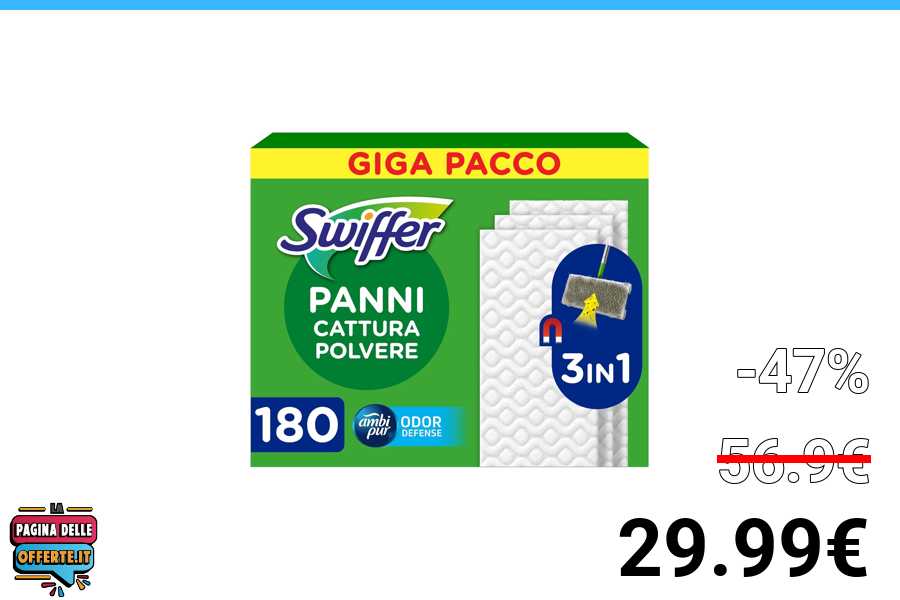 GIGA PACCO
Swiffer
PANNI
CATTURA
POLVERE
3IN1
180
ambi
pur
ODOR
DEFENSE
-47%
56.9€
29.99€
LA
PAGINA DELLE
OFFERTE.IT